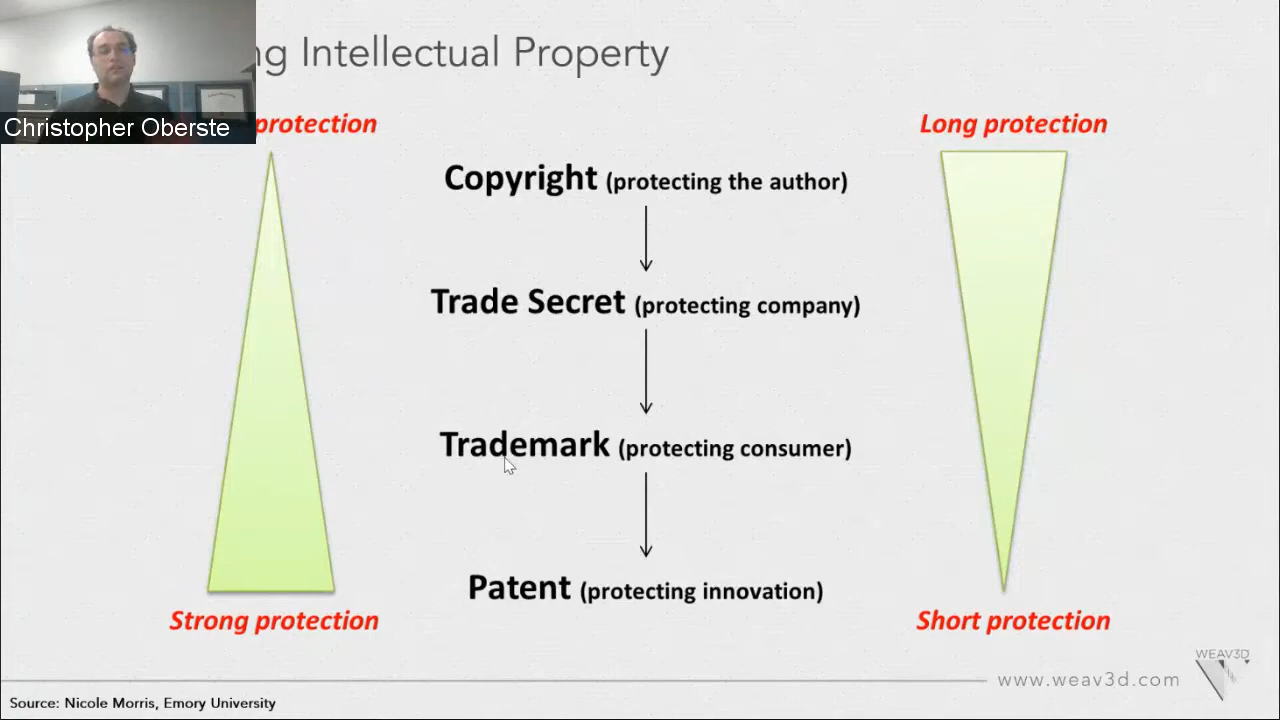 ng Intellectual Property
Christopher Oberste
protection
Long protection
Copyright (protecting the author)
Trade Secret (protecting company)
Trademark (protecting consumer)
Patent (protecting innovation)
Strong protection
Short protection
WEAV3D
www.weav3d.com
Source: Nicole Morris, Emory University